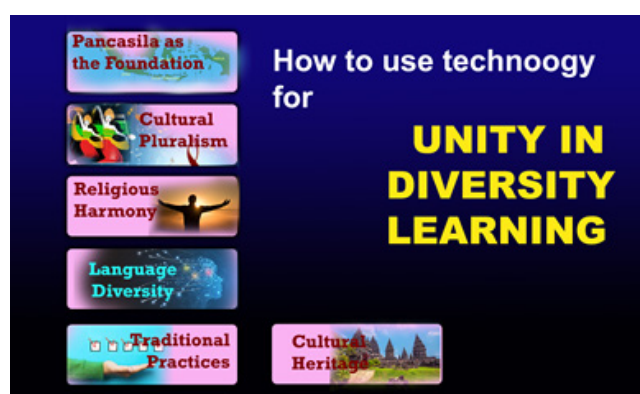 Pancasila as
the Foundation
Cultural
Pluralism
Religious
Harmony
Language
Diversity
Traditional
Practices
Cultural
Heritage
How to use technoogy
for
UNITY IN
DIVERSITY
LEARNING